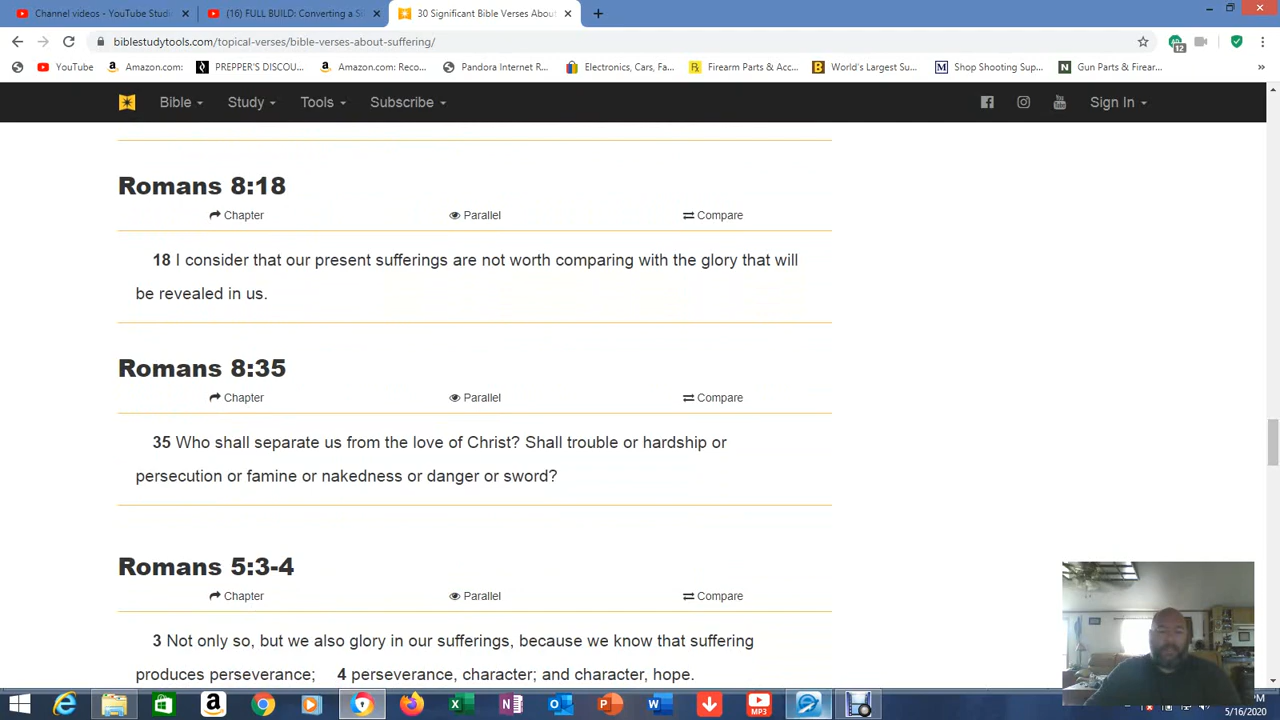 Channel videos - YouTube Studi
(16) FULL BUILD: Converting a S
30 Significant Bible Verses About
biblestudytools.com/topical-verses/bible-verses-about-suffering/
12
YouTube
Amazon.com:
PREPPER'S DISCOU...
Amazon.com: Reco...
Pandora Internet R...
Electronics, Cars, Fa...
Firearm Parts & Acc...
World's Largest Su...
Shop Shooting Sup...
Gun Parts & Firear...
Bible
Study
Tools
Subscribe
Sign In
Romans 8:18
Chapter
Parallel
Compare
18 I consider that our present sufferings are not worth comparing with the glory that will
be revealed in us.
Romans 8:35
Chapter
Parallel
Compare
35 Who shall separate us from the love of Christ? Shall trouble or hardship or
persecution or famine or nakedness or danger or sword?
Romans 5:3-4
Chapter
Parallel
Compare
3 Not only so, but we also glory in our sufferings, because we know that suffering
produces perseverance; 4 perseverance, character; and character, hope.
MP3
5/16/2020